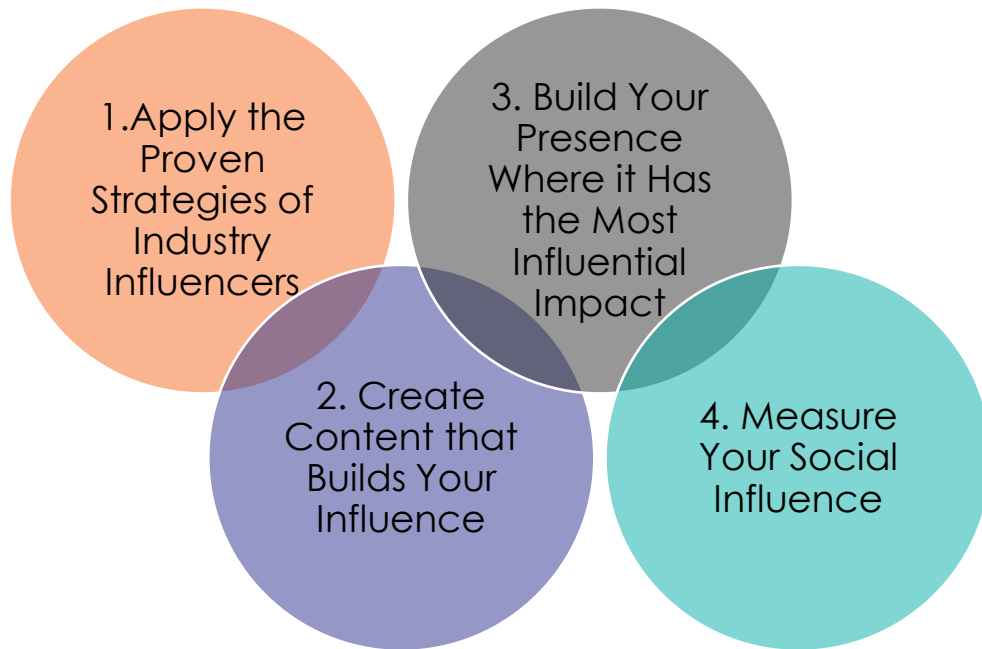 1.Apply the
Proven
Strategies of
Industry
Influencers
2. Create
Content that
Builds Your
Influence
3. Build Your
Presence
Where it Has
the Most
Influential
Impact
4. Measure
Your Social
Influence